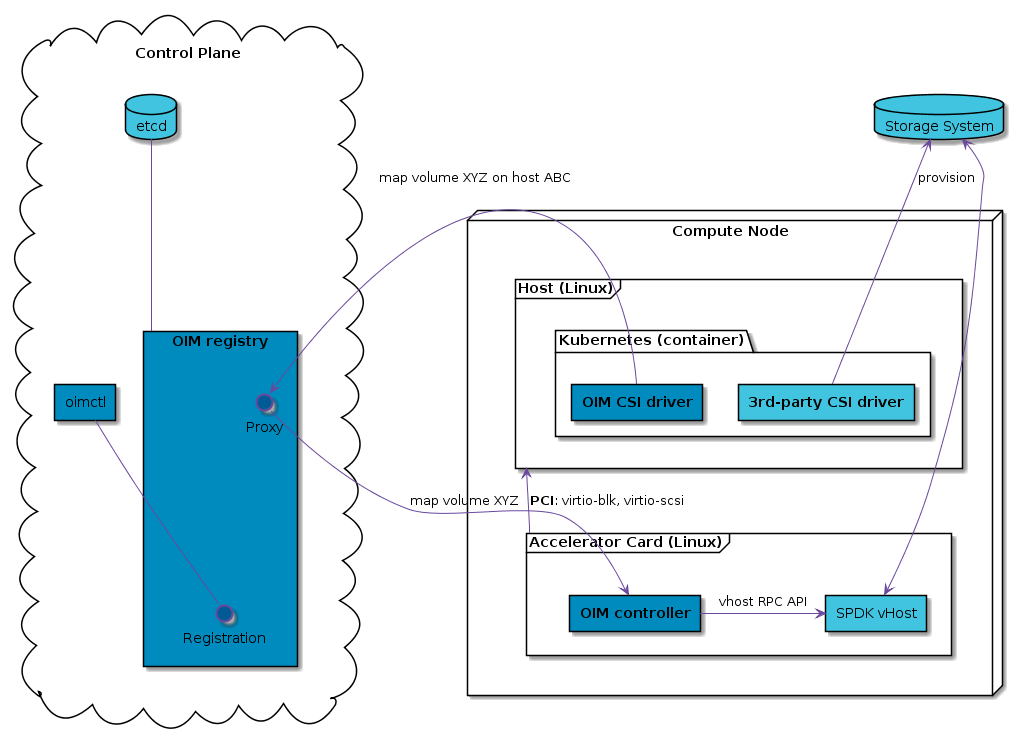 Control Plane
etcd
Storage System
map volume XYZ on host ABC
provision
Compute Node
Host (Linux)
OIM registry
Kubernetes (container)
oimctl
OIM CSI driver
3rd-party CSI driver
Proxy
map volume XYZ
PCI: virtio-blk, virtio-scsi
Accelerator Card (Linux)
vhost RPC API
OIM controller
SPDK vHost
Registration